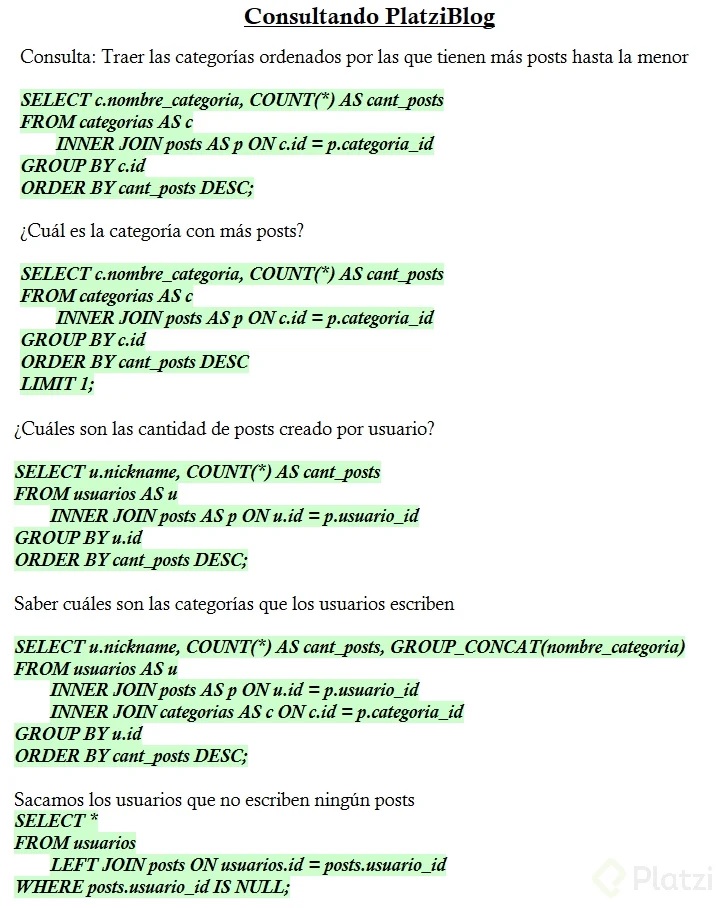 Consultando PlatziBlog
Consulta: Traer las categorías ordenados por las que tienen más posts hasta la menor
SELECT c.nombre_categoria, COUNT(*) AS cant_posts
FROM categorias AS c
INNER JOIN posts AS p ON c.id = p.categoria_id
GROUP BY c.id
ORDER BY cant_posts DESC;
¿Cuál es la categoría con más posts?
SELECT c.nombre_categoria, COUNT(*) AS cant_posts
FROM categorias AS c
INNER JOIN posts AS p ON c.id = p.categoria_id
GROUP BY c.id
ORDER BY cant_posts DESC
LIMIT 1;
¿Cuáles son las cantidad de posts creado por usuario?
SELECT u.nickname, COUNT(*) AS cant_posts
FROM usuarios AS u
INNER JOIN posts AS p ON u.id = p.usuario_id
GROUP BY u.id
ORDER BY cant_posts DESC;
Saber cuáles son las categorías que los usuarios escriben
SELECT u.nickname, COUNT(*) AS cant_posts, GROUP_CONCAT(nombre_categoria)
FROM usuarios AS u
INNER JOIN posts AS p ON u.id = p.usuario_id
INNER JOIN categorias AS c ON c.id = p.categoria_id
GROUP BY u.id
ORDER BY cant_posts DESC;
Sacamos los usuarios que no escriben ningún posts
SELECT *
FROM usuarios
LEFT JOIN posts ON usuarios.id = posts.usuario_id
WHERE posts.usuario_id IS NULL;
Platzi